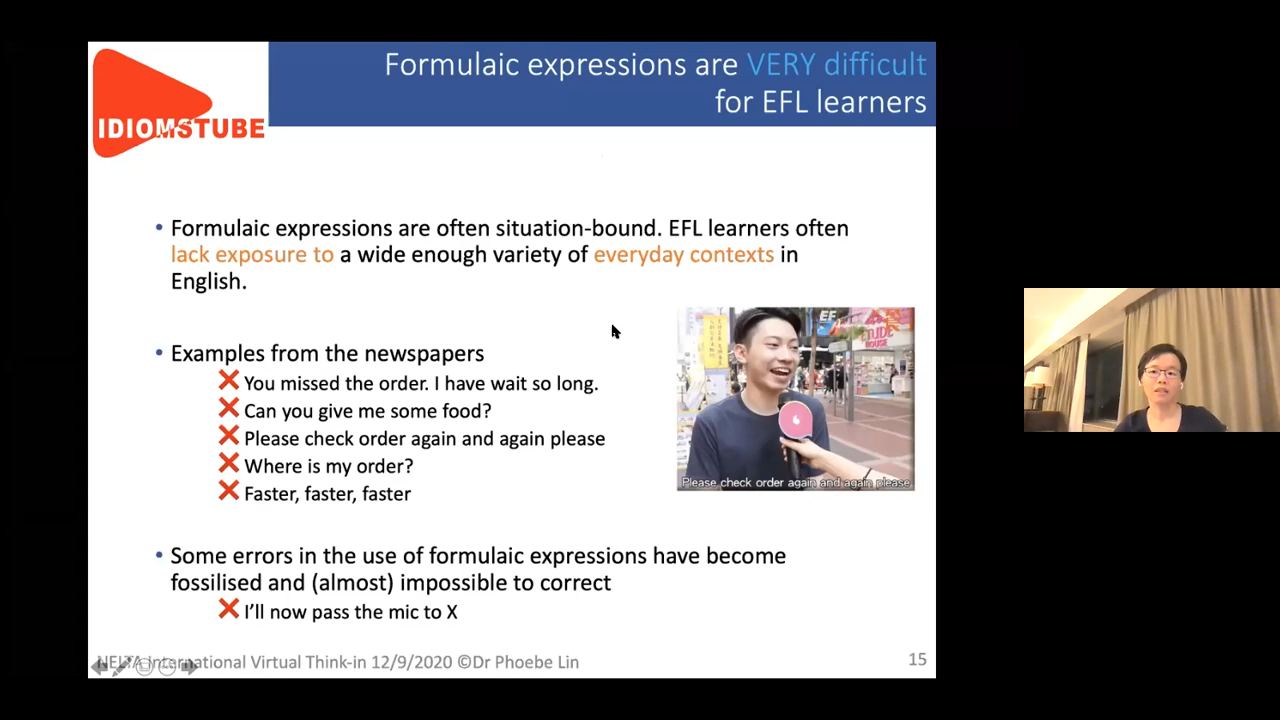 IDIOMSTUBE
Formulaic expressions are VERY difficult
for EFL learners
• Formulaic expressions are often situation-bound. EFL learners often
lack exposure to a wide enough variety of everyday contexts in
English.
• Examples from the newspapers
❌ You missed the order. I have wait so long.
❌ Can you give me some food?
❌ Please check order again and again please
❌ Where is my order?
❌ Faster, faster, faster
EF
ETUDE
HOUSE
Please check order again and again please
• Some errors in the use of formulaic expressions have become
fossilised and (almost) impossible to correct
❌ I'll now pass the mic to X
NELTA International Virtual Think-in 12/9/2020 ©Dr Phoebe Lin
15